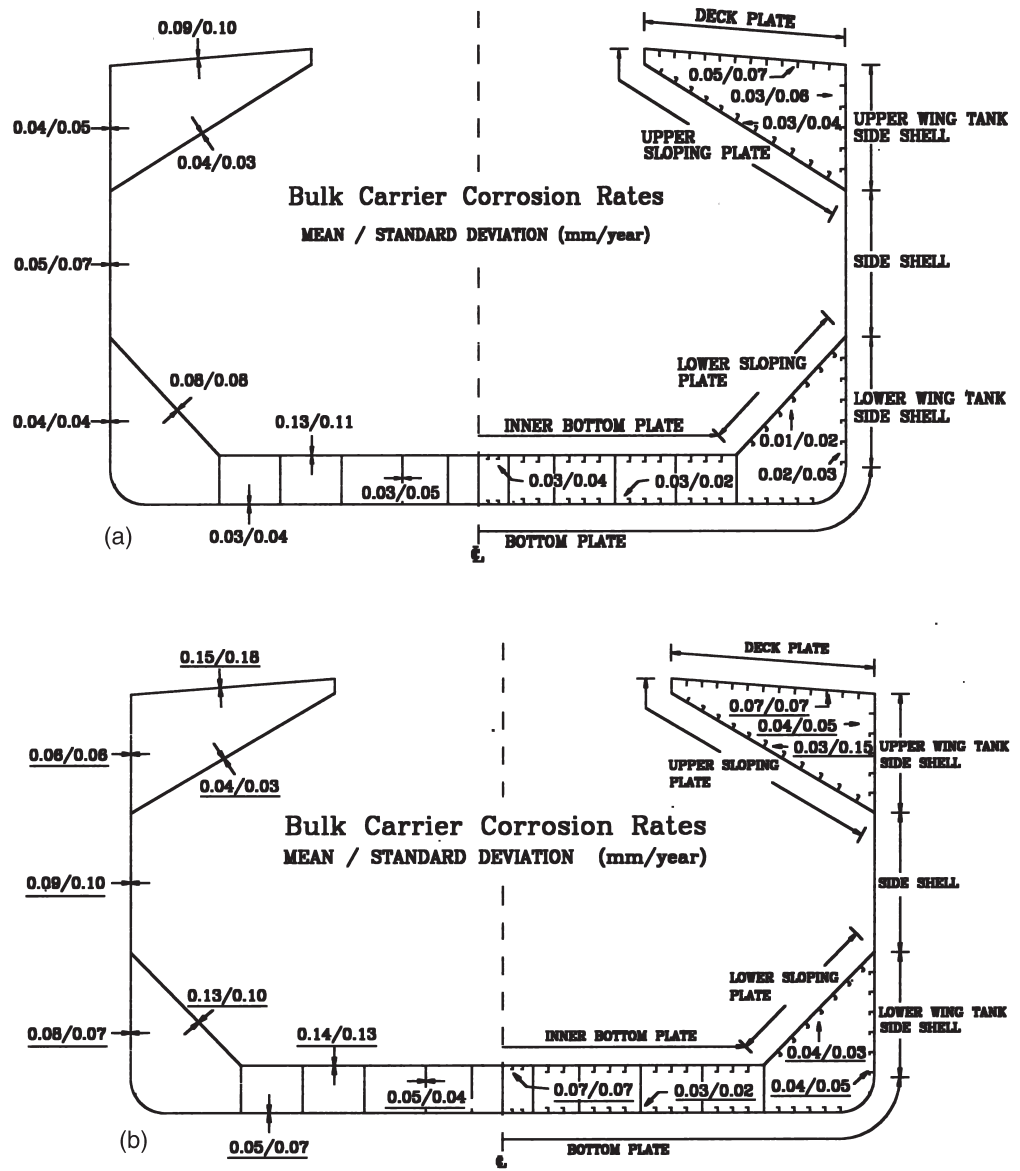 0.09/0.10
DECK PLATE
0.05/0.07
0.03/0.06
0.04/0.05
0.03/0.04
UPPER WING TANK
SIDE SHELL
0.04/0.03
UPPER
SLOPING PLATE
Bulk Carrier Corrosion Rates
MEAN / STANDARD DEVIATION (mm/year)
0.05/0.07
SIDE SHELL
LOWER SLOPING
PLATE
0.08/0.08
0.04/0.04
LOWER WING TANK
SIDE SHELL
0.13/0.11
INNER BOTTOM PLATE
0.01/0.02
0.02/0.03
0.03/0.05
0.03/0.04
0.03/0.02
(a)
0.03/0.04
BOTTOM PLATE
℄
0.15/0.18
DECK PLATE
0.07/0.07
0.04/0.05
0.03/0.15
0.06/0.06
UPPER WING TANK
SIDE SHELL
0.04/0.03
UPPER SLOPING
PLATE
Bulk Carrier Corrosion Rates
MEAN / STANDARD DEVIATION (mm/year)
0.09/0.10
SIDE SHELL
LOWER SLOPING
PLATE
0.13/0.10
0.08/0.07
LOWER WING TANK
SIDE SHELL
0.14/0.13
INNER BOTTOM PLATE
0.04/0.03
0.04/0.05
0.05/0.04
0.07/0.07
0.03/0.02
(b)
0.05/0.07
BOTTOM PLATE
℄